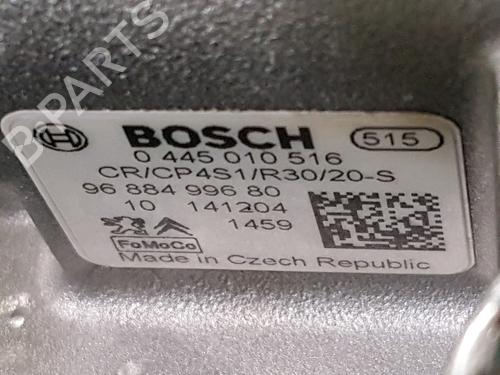 BOSCH 515
0 445 010 516
CR/CP4S1/R30/20-S
96 884 996 80
10 141204
1459
FoMoCo
Made in Czech Republic
B-PARTS